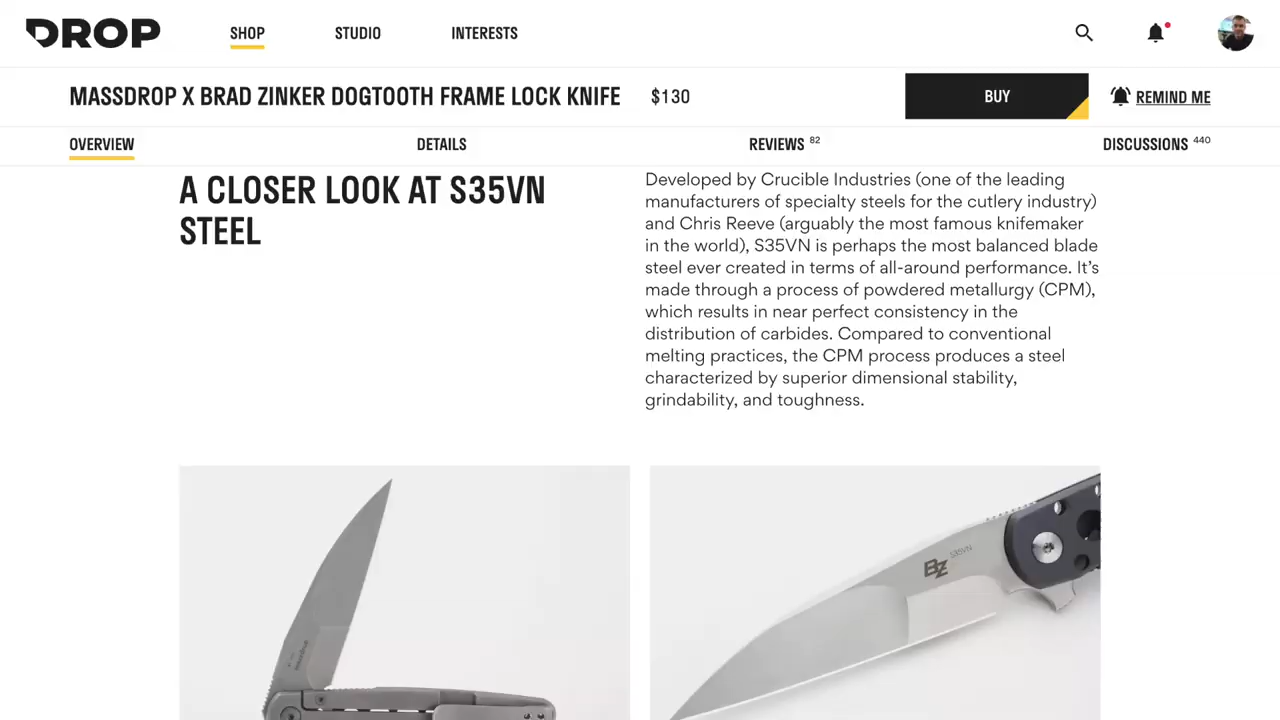 DROP
SHOP
STUDIO
INTERESTS
MASSDROP X BRAD ZINKER DOGTOOTH FRAME LOCK KNIFE
$130
BUY
REMIND ME
OVERVIEW
DETAILS
REVIEWS 82
DISCUSSIONS 440
A CLOSER LOOK AT S35VN
STEEL
Developed by Crucible Industries (one of the leading
manufacturers of specialty steels for the cutlery industry)
and Chris Reeve (arguably the most famous knifemaker
in the world), S35VN is perhaps the most balanced blade
steel ever created in terms of all-around performance. It’s
made through a process of powdered metallurgy (CPM),
which results in near perfect consistency in the
distribution of carbides. Compared to conventional
melting practices, the CPM process produces a steel
characterized by superior dimensional stability,
grindability, and toughness.
BZ
S35VN